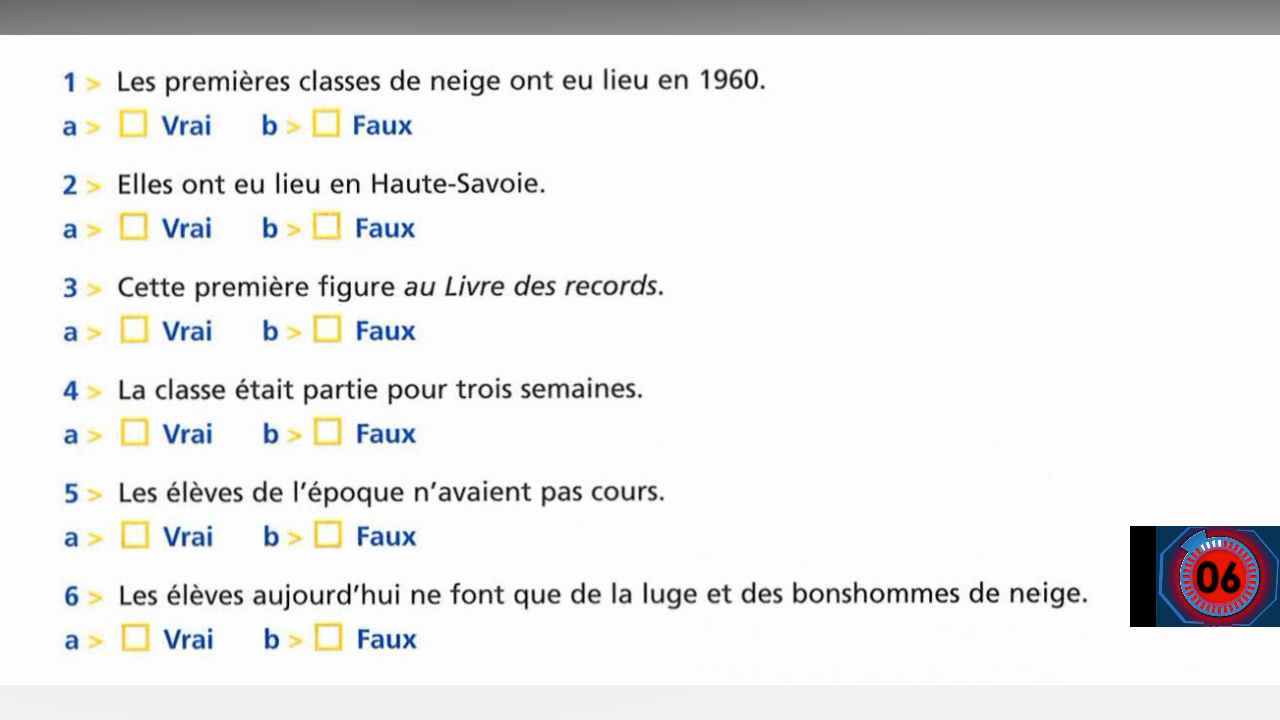 1 > Les premières classes de neige ont eu lieu en 1960.
a > Vrai b > Faux
2 > Elles ont eu lieu en Haute-Savoie.
a > Vrai b > Faux
3 > Cette première figure au Livre des records.
a > Vrai b > Faux
4 > La classe était partie pour trois semaines.
a > Vrai b > Faux
5 > Les élèves de l'époque n'avaient pas cours.
a > Vrai b > Faux
06
6 > Les élèves aujourd'hui ne font que de la luge et des bonshommes de neige.
a > Vrai b > Faux